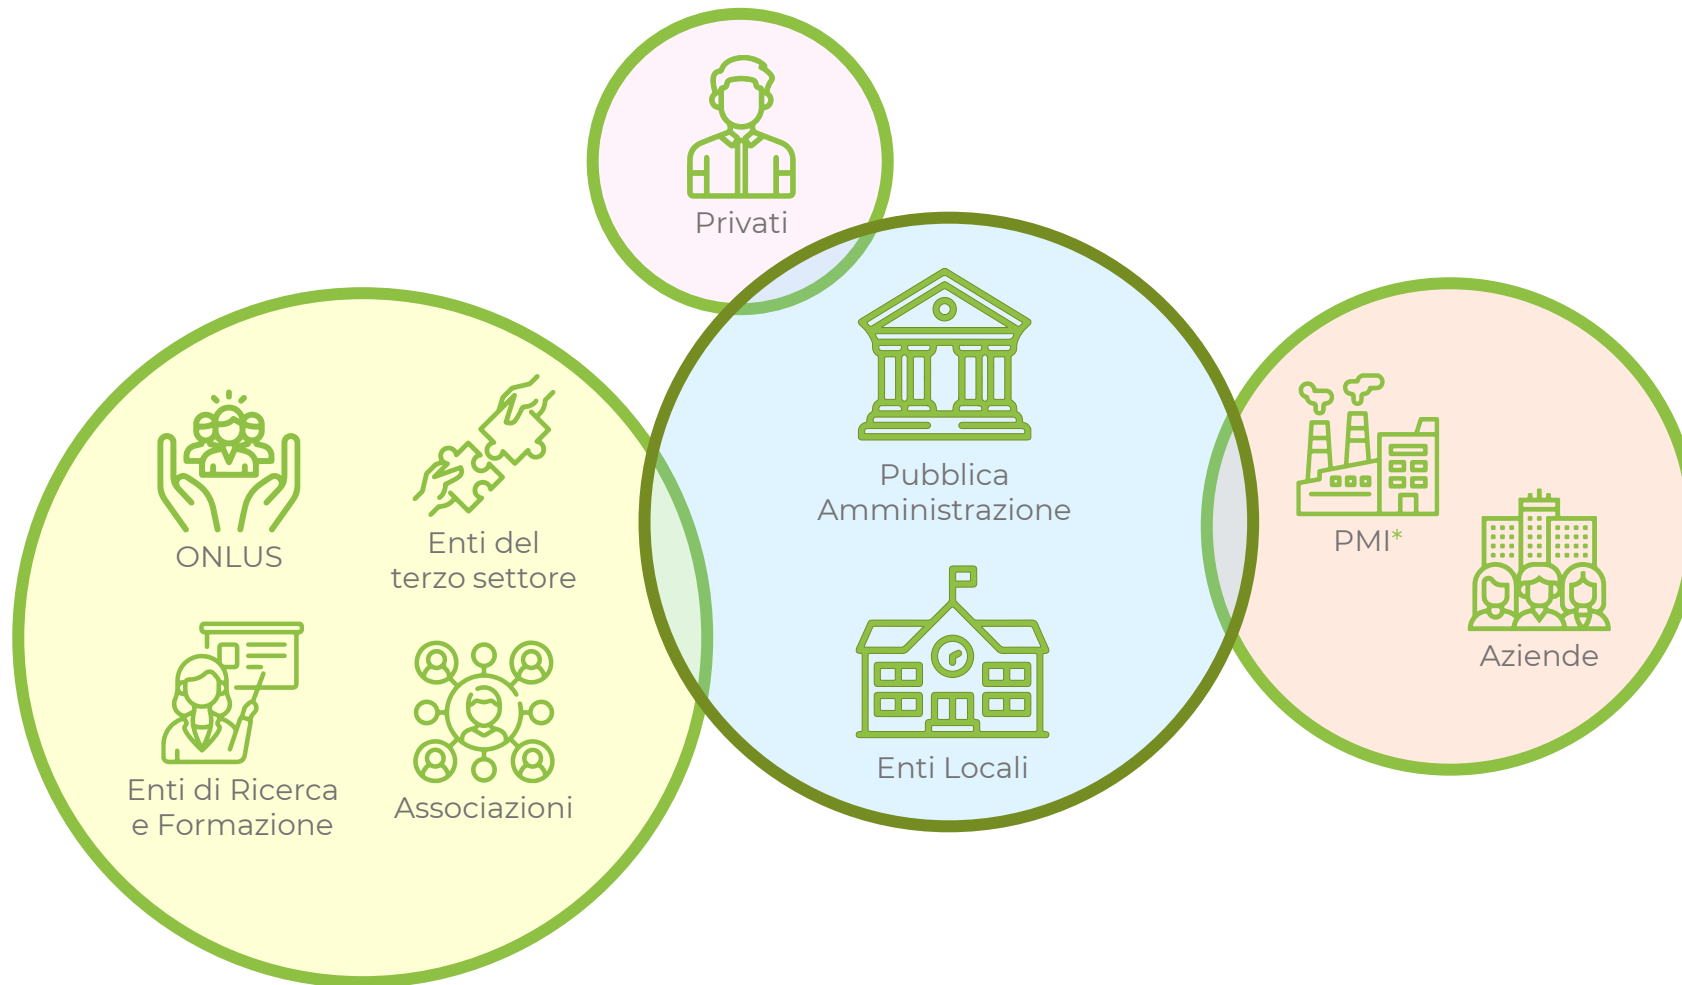 Privati
Pubblica
Amministrazione
Enti Locali
ONLUS
Enti del
terzo settore
Enti di Ricerca
e Formazione
Associazioni
PMI*
Aziende